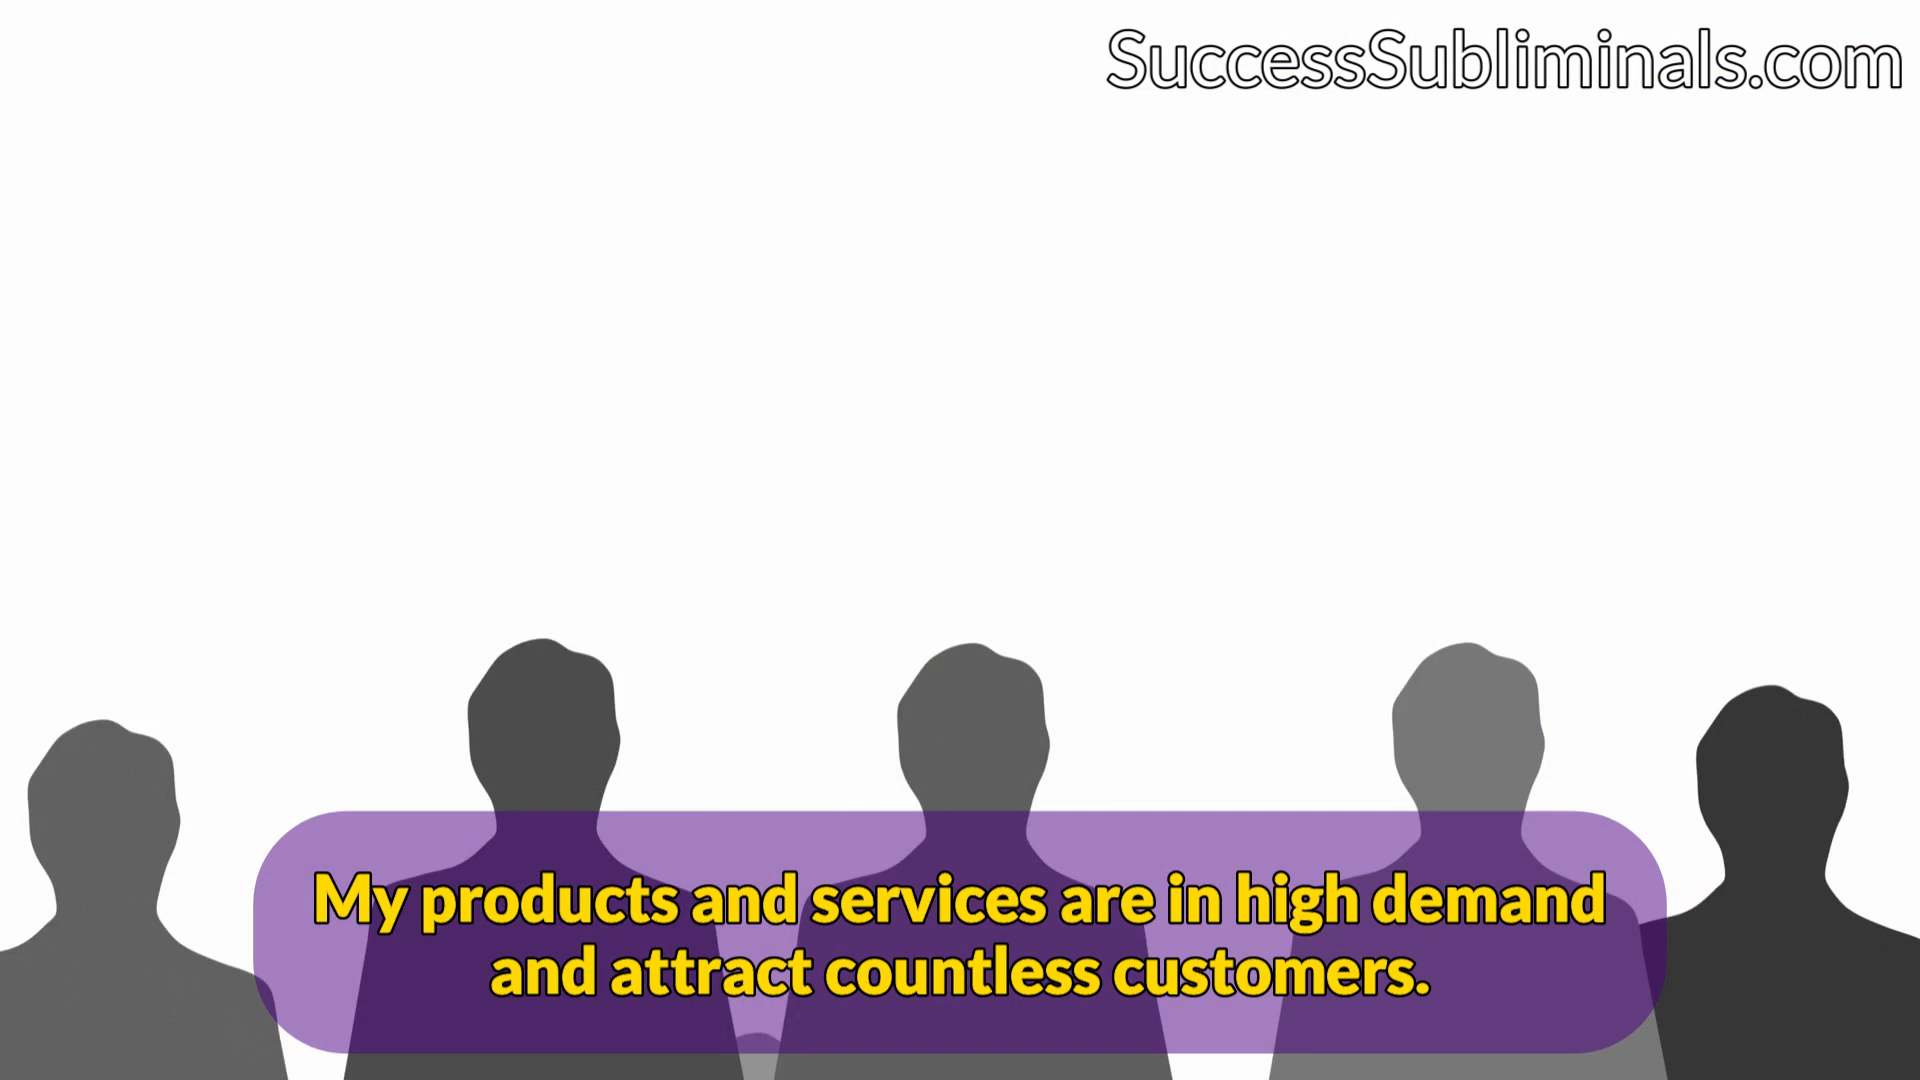 SuccessSubliminals.com
My products and services are in high demand
and attract countless customers.